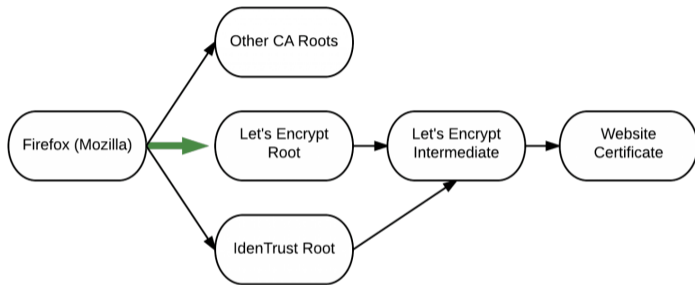 Other CA Roots
Firefox (Mozilla)
Let's Encrypt
Root
Let's Encrypt
Intermediate
Website
Certificate
IdenTrust Root